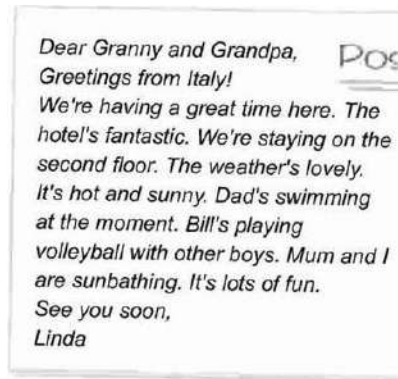 Dear Granny and Grandpa,
Greetings from Italy!
We're having a great time here. The
hotel's fantastic. We're staying on the
second floor. The weather's lovely.
It's hot and sunny. Dad's swimming
at the moment. Bill's playing
volleyball with other boys. Mum and I
are sunbathing. It's lots of fun.
See you soon,
Linda